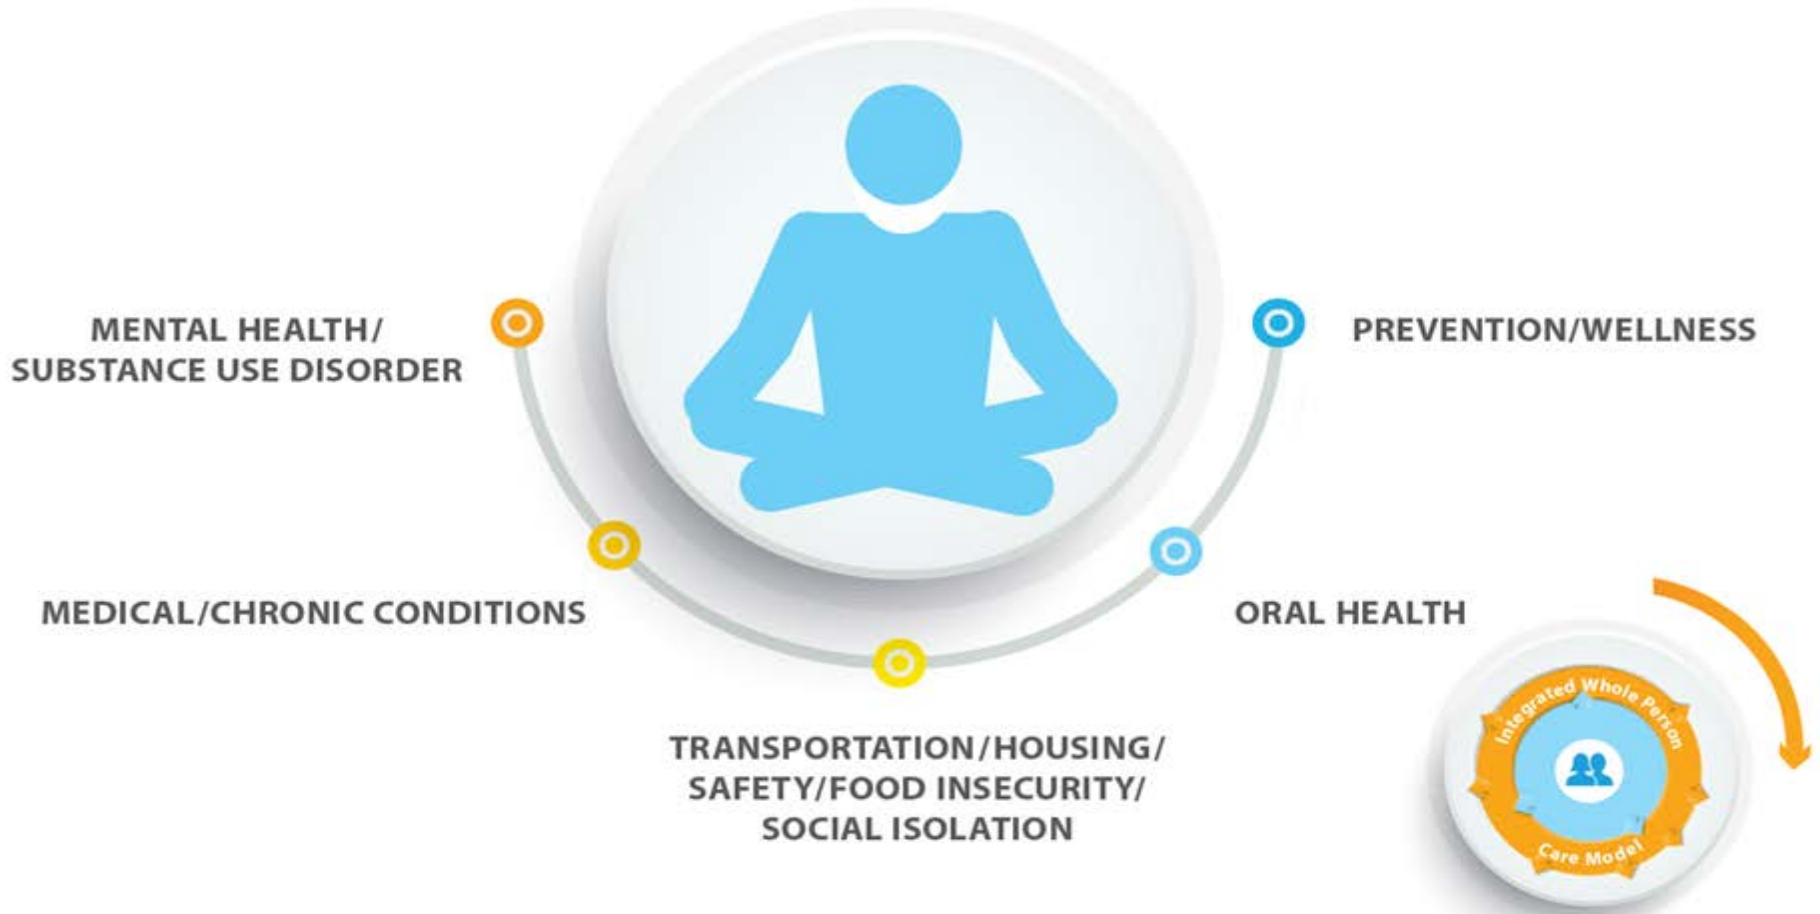 MENTAL HEALTH/
SUBSTANCE USE DISORDER
PREVENTION/WELLNESS
MEDICAL/CHRONIC CONDITIONS
ORAL HEALTH
TRANSPORTATION/HOUSING/
SAFETY/FOOD INSECURITY/
SOCIAL ISOLATION
Integrated Whole Person
Care Model